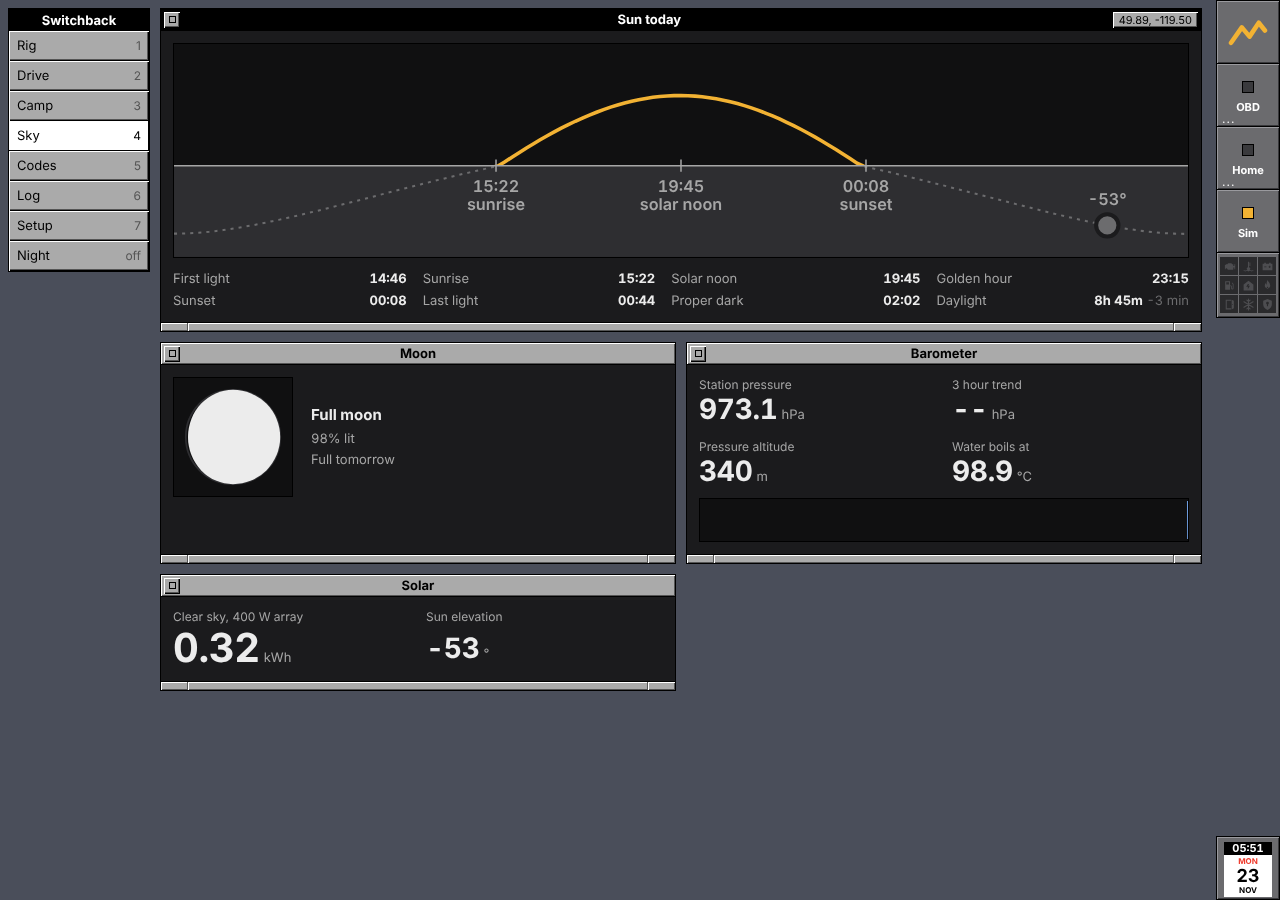 Switchback
Rig 1
Drive 2
Camp 3
Sky 4
Codes 5
Log 6
Setup 7
Night off
Sun today
49.89, -119.50
15:22
sunrise
19:45
solar noon
00:08
sunset
-53°
First light 14:46 Sunrise 15:22 Solar noon 19:45 Golden hour 23:15
Sunset 00:08 Last light 00:44 Proper dark 02:02 Daylight 8h 45m -3 min
Moon
Full moon
98% lit
Full tomorrow
Barometer
Station pressure 3 hour trend
973.1 hPa -- hPa
Pressure altitude Water boils at
340 m 98.9 °C
Solar
Clear sky, 400 W array Sun elevation
0.32 kWh -53 °
OBD
...
Home
...
Sim
05:51
MON
23
NOV